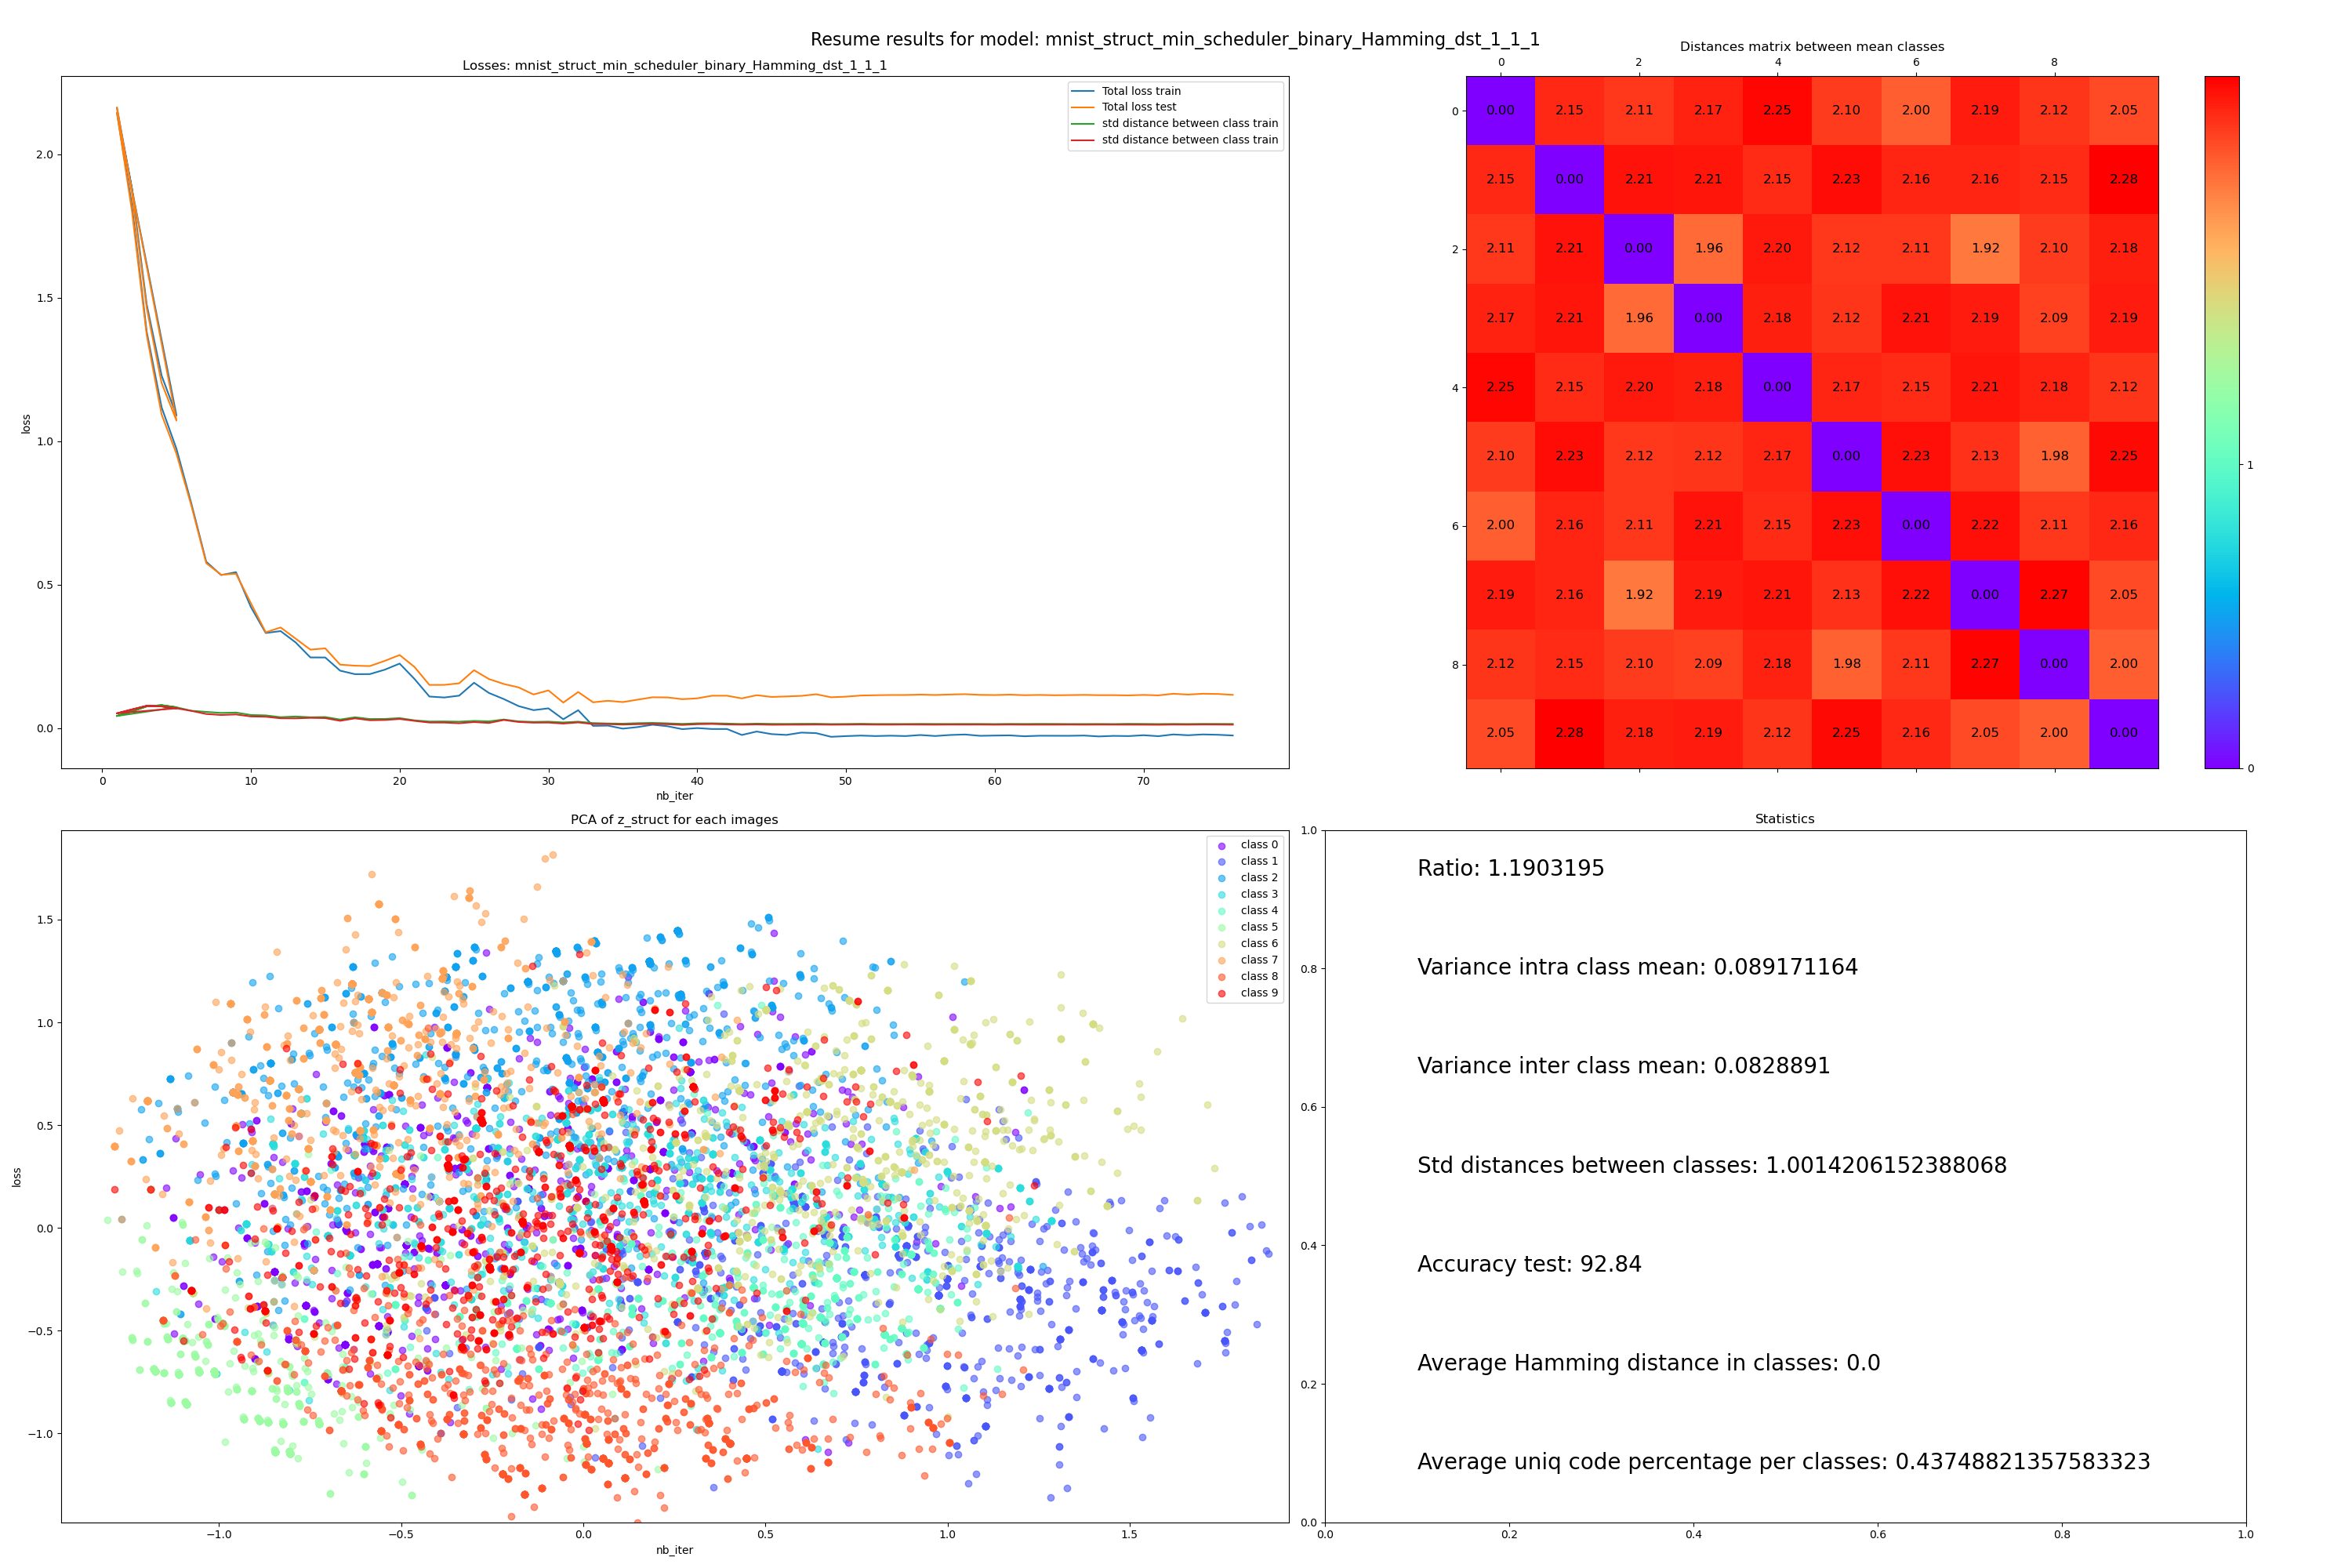 Resume results for model: mnist_struct_min_scheduler_binary_Hamming_dst_1_1_1
Losses: mnist_struct_min_scheduler_binary_Hamming_dst_1_1_1
Total loss train
Total loss test
std distance between class train
std distance between class train
2.0
1.5
1.0
0.5
0.0
loss
0 10 20 30 40 50 60 70
nb_iter
Distances matrix between mean classes
0 2 4 6 8
0 0.00 2.15 2.11 2.17 2.25 2.10 2.00 2.19 2.12 2.05
2.15 0.00 2.21 2.21 2.15 2.23 2.16 2.16 2.15 2.28
2 2.11 2.21 0.00 1.96 2.20 2.12 2.11 1.92 2.10 2.18
2.17 2.21 1.96 0.00 2.18 2.12 2.21 2.19 2.09 2.19
4 2.25 2.15 2.20 2.18 0.00 2.17 2.15 2.21 2.18 2.12
2.10 2.23 2.12 2.12 2.17 0.00 2.23 2.13 1.98 2.25
6 2.00 2.16 2.11 2.21 2.15 2.23 0.00 2.22 2.11 2.16
2.19 2.16 1.92 2.19 2.21 2.13 2.22 0.00 2.27 2.05
8 2.12 2.15 2.10 2.09 2.18 1.98 2.11 2.27 0.00 2.00
2.05 2.28 2.18 2.19 2.12 2.25 2.16 2.05 2.00 0.00
1
0
PCA of z_struct for each images
class 0
class 1
class 2
class 3
class 4
class 5
class 6
class 7
class 8
class 9
1.5
1.0
0.5
0.0
−0.5
−1.0
loss
−1.0 −0.5 0.0 0.5 1.0 1.5
nb_iter
Statistics
1.0
0.8
0.6
0.4
0.2
0.0
Ratio: 1.1903195
Variance intra class mean: 0.089171164
Variance inter class mean: 0.0828891
Std distances between classes: 1.0014206152388068
Accuracy test: 92.84
Average Hamming distance in classes: 0.0
Average uniq code percentage per classes: 0.43748821357583323
0.0 0.2 0.4 0.6 0.8 1.0